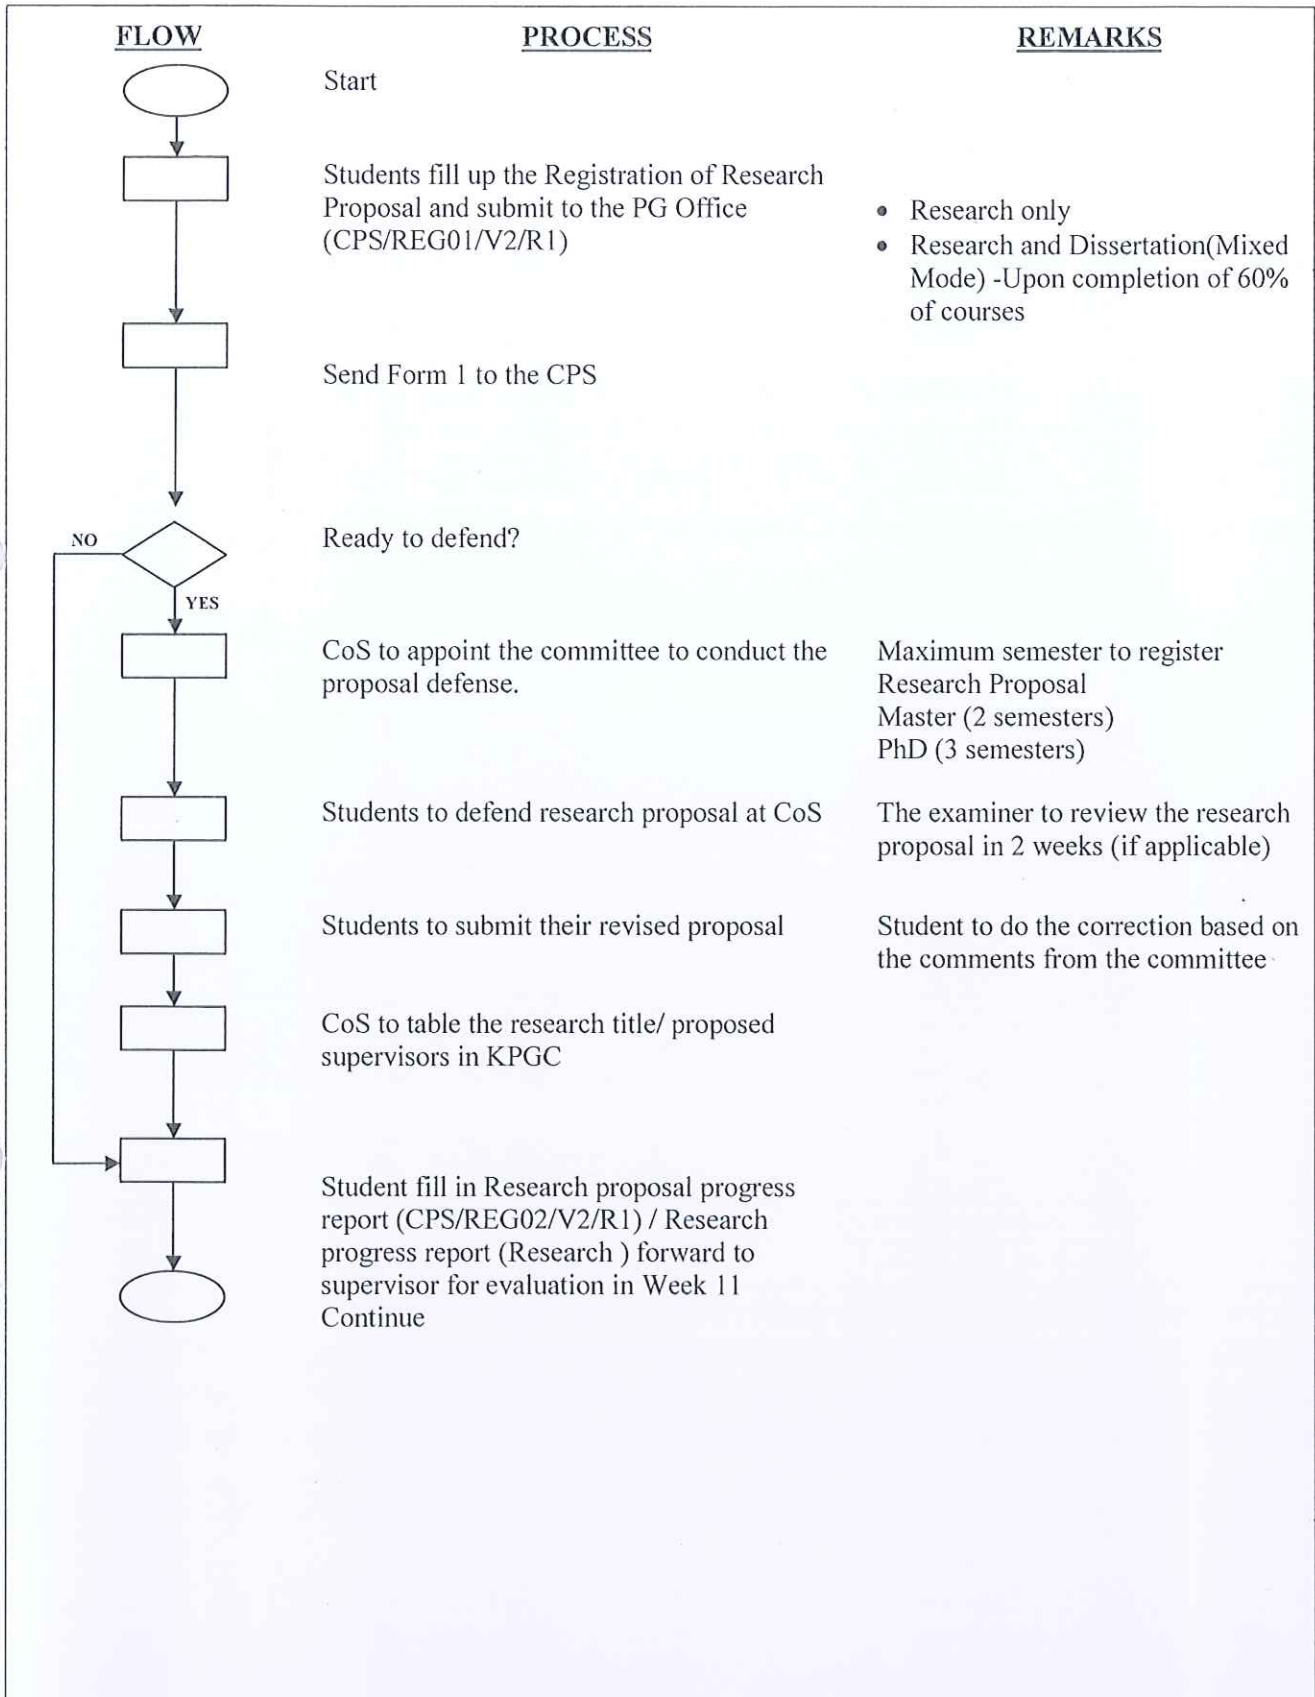 FLOW
PROCESS
REMARKS
Start
Students fill up the Registration of Research
Proposal and submit to the PG Office
(CPS/REG01/V2/R1)
• Research only
• Research and Dissertation(Mixed
Mode) -Upon completion of 60%
of courses
Send Form 1 to the CPS
NO
Ready to defend?
YES
CoS to appoint the committee to conduct the
proposal defense.
Maximum semester to register
Research Proposal
Master (2 semesters)
PhD (3 semesters)
Students to defend research proposal at CoS
The examiner to review the research
proposal in 2 weeks (if applicable)
Students to submit their revised proposal
Student to do the correction based on
the comments from the committee
CoS to table the research title/ proposed
supervisors in KPGC
Student fill in Research proposal progress
report (CPS/REG02/V2/R1) / Research
progress report (Research ) forward to
supervisor for evaluation in Week 11
Continue